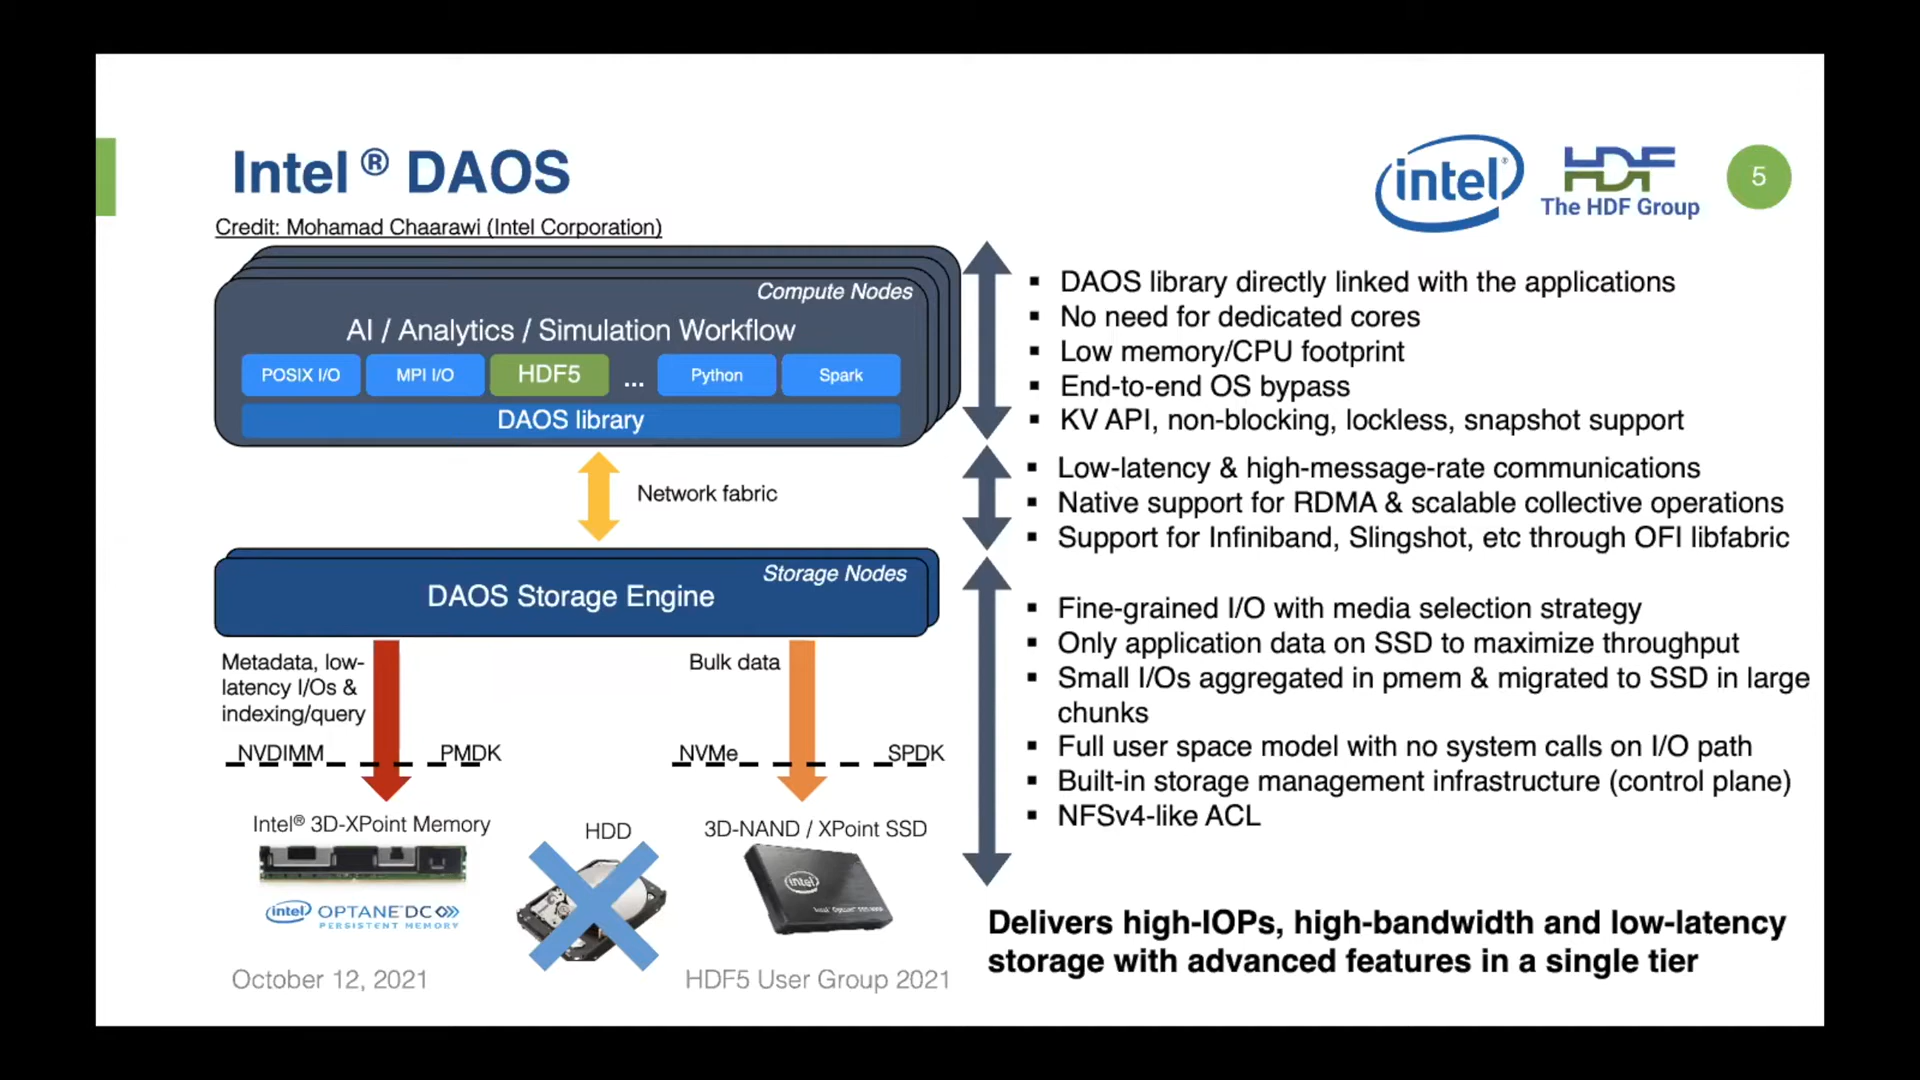 Intel ® DAOS
intel®
HDF
The HDF Group
5
Credit: Mohamad Chaarawi (Intel Corporation)
Compute Nodes
AI / Analytics / Simulation Workflow
POSIX I/O
MPI I/O
HDF5
...
Python
Spark
DAOS library
Network fabric
Storage Nodes
DAOS Storage Engine
Metadata, low-
latency I/Os &
indexing/query
Bulk data
NVDIMM
PMDK
NVMe
SPDK
Intel® 3D-XPoint Memory
HDD
3D-NAND / XPoint SSD
intel OPTANE™DC
PERSISTENT MEMORY
intel
October 12, 2021
HDF5 User Group 2021
▪ DAOS library directly linked with the applications
▪ No need for dedicated cores
▪ Low memory/CPU footprint
▪ End-to-end OS bypass
▪ KV API, non-blocking, lockless, snapshot support
▪ Low-latency & high-message-rate communications
▪ Native support for RDMA & scalable collective operations
▪ Support for Infiniband, Slingshot, etc through OFI libfabric
▪ Fine-grained I/O with media selection strategy
▪ Only application data on SSD to maximize throughput
▪ Small I/Os aggregated in pmem & migrated to SSD in large
chunks
▪ Full user space model with no system calls on I/O path
▪ Built-in storage management infrastructure (control plane)
▪ NFSv4-like ACL
Delivers high-IOPs, high-bandwidth and low-latency
storage with advanced features in a single tier